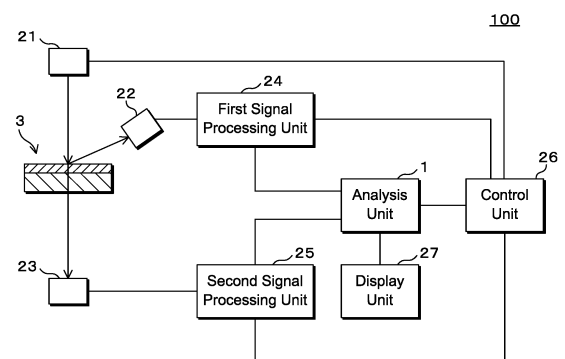 100
21
22
24
First Signal
Processing Unit
3
1
Analysis
Unit
26
Control
Unit
23
25
Second Signal
Processing Unit
27
Display
Unit